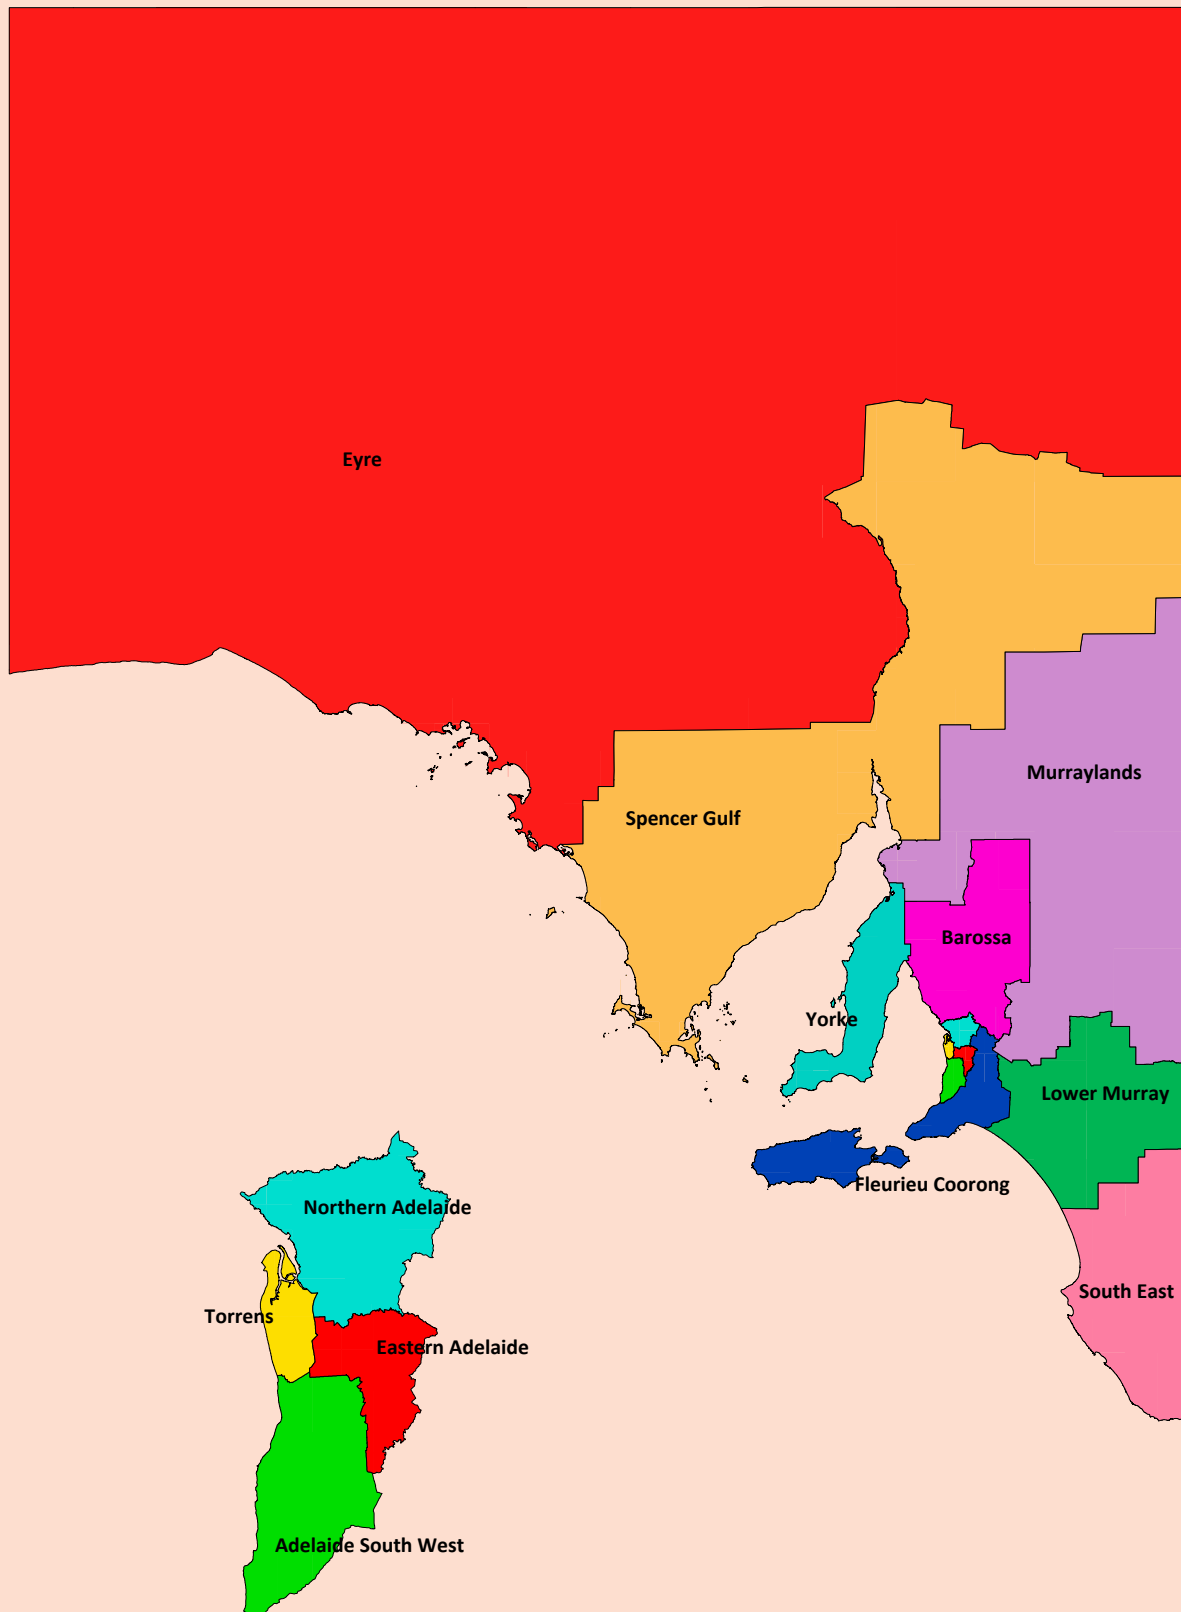 Eyre
Murraylands
Spencer Gulf
Barossa
Yorke
Lower Murray
Fleurieu Coorong
Northern Adelaide
South East
Torrens
Eastern Adelaide
Adelaide South West